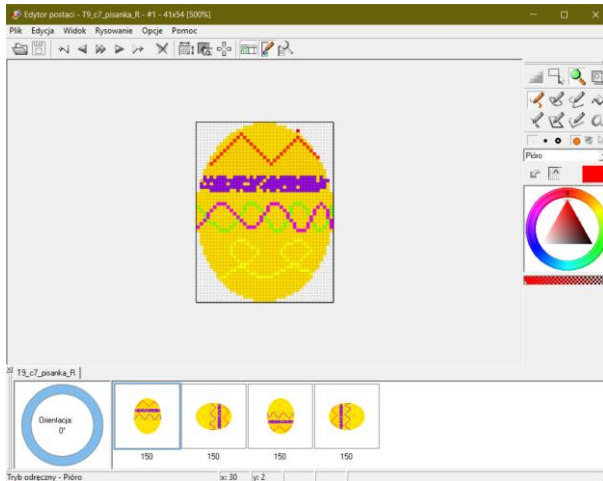 Edytor postaci - T9_c7_pisanka_R - #1 - 41x54 [500%]
Plik Edycja Widok Rysowanie Opcje Pomoc
Pióro
T9_c7_pisanka_R
Orientacja:
0°
150 150 150 150
Tryb odręczny - Pióro x: 30 y: 2